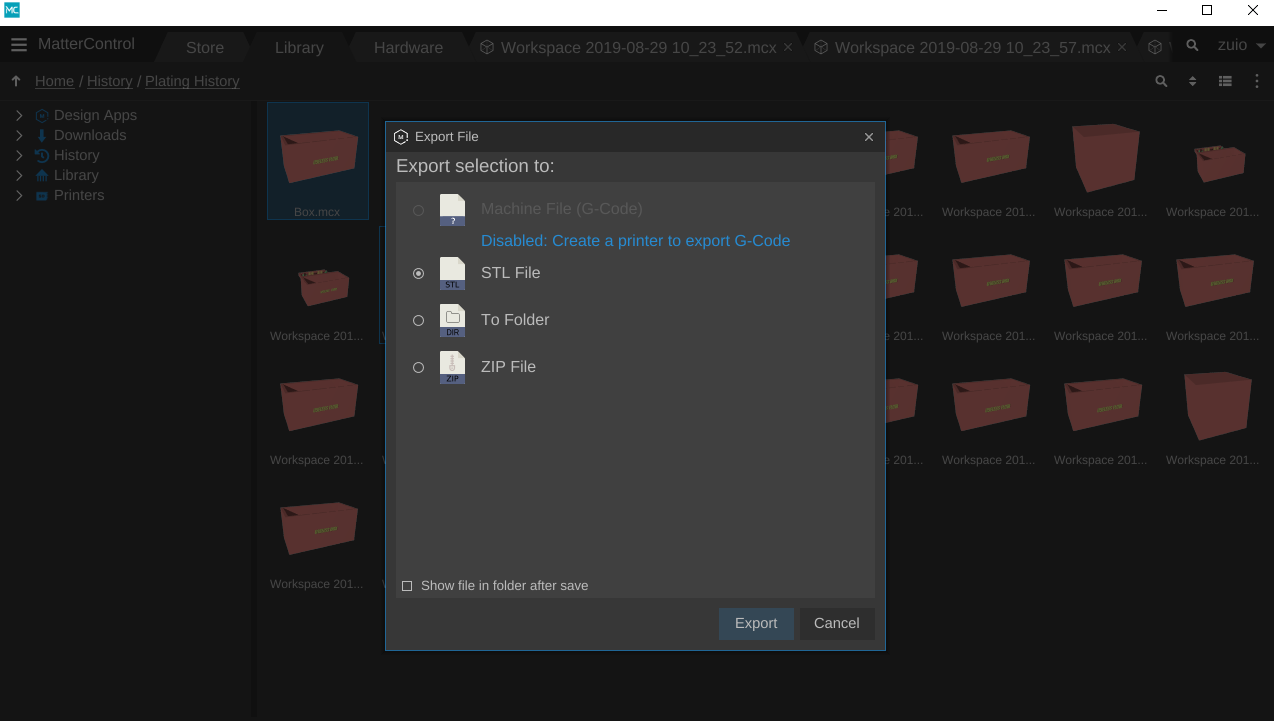 MC
MatterControl
Store
Library
Hardware
Workspace 2019-08-29 10_23_52.mcx
Workspace 2019-08-29 10_23_57.mcx
zuio
Home / History / Plating History
Design Apps
Downloads
History
Library
Printers
Box.mcx
Export File
Export selection to:
?
Machine File (G-Code)
Disabled: Create a printer to export G-Code
STL
STL File
DIR
To Folder
ZIP
ZIP File
Show file in folder after save
Export
Cancel
e 201...
Workspace 201...
Workspace 201...
Workspace 201...
Workspace 201...
e 201...
Workspace 201...
Workspace 201...
Workspace 201...
Workspace 201...
e 201...
Workspace 201...
Workspace 201...
Workspace 201...
Workspace 201...